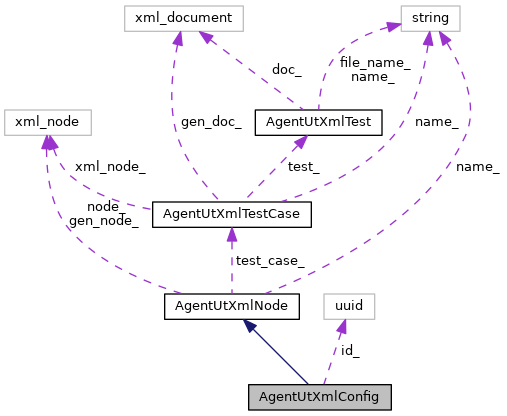 xml_document
string
doc_
file_name_
name_
xml_node
gen_doc_
AgentUtXmlTest
name_
xml_node_
test_
name_
node_
gen_node_
AgentUtXmlTestCase
test_case_
AgentUtXmlNode
uuid
id_
AgentUtXmlConfig